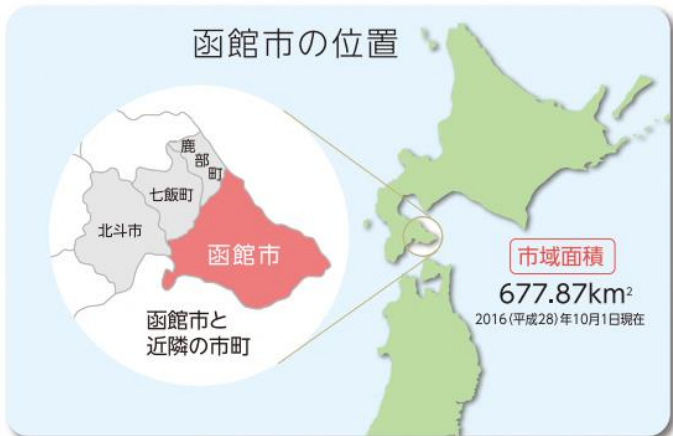 函館市の位置
鹿部町
七飯町
北斗市
函館市
函館市と
近隣の市町
市域面積
677.87km²
2016(平成28)年10月1日現在